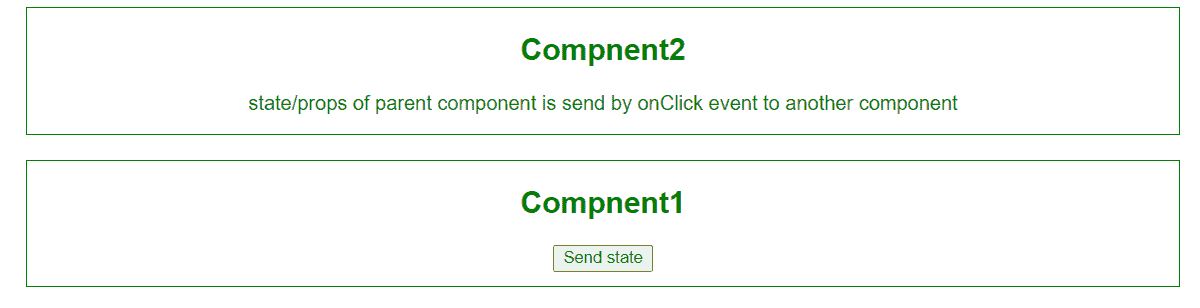 Compnent2
state/props of parent component is send by onClick event to another component
Compnent1
Send state